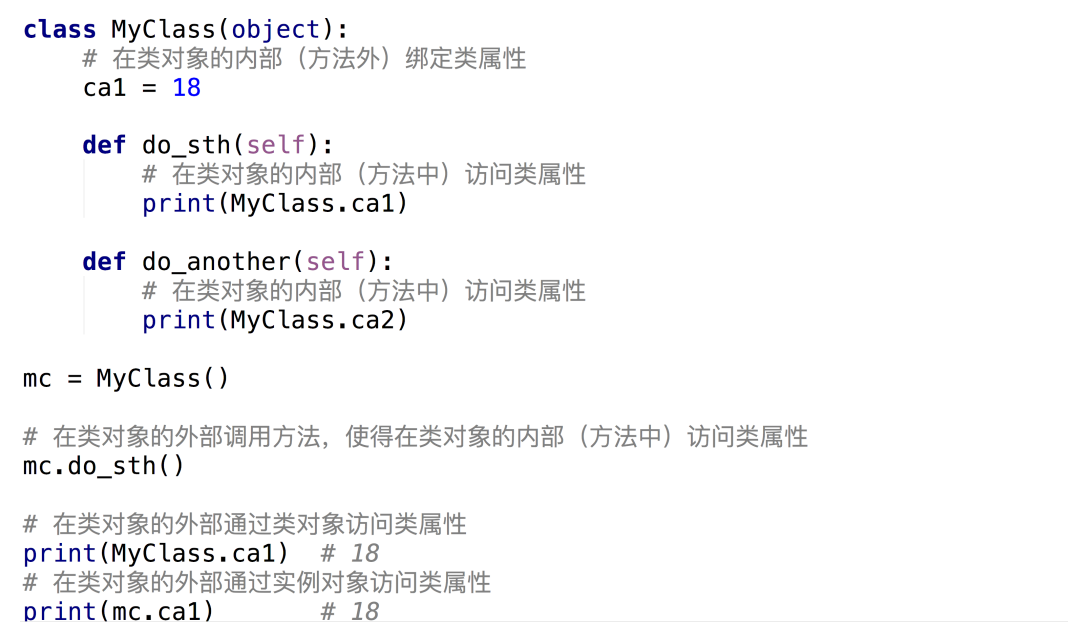 class MyClass(object):
    # 在类对象的内部（方法外）绑定类属性
    ca1 = 18

    def do_sth(self):
        # 在类对象的内部（方法中）访问类属性
        print(MyClass.ca1)

    def do_another(self):
        # 在类对象的内部（方法中）访问类属性
        print(MyClass.ca2)

mc = MyClass()

# 在类对象的外部调用方法，使得在类对象的内部（方法中）访问类属性
mc.do_sth()

# 在类对象的外部通过类对象访问类属性
print(MyClass.ca1)  # 18
# 在类对象的外部通过实例对象访问类属性
print(mc.ca1)       # 18